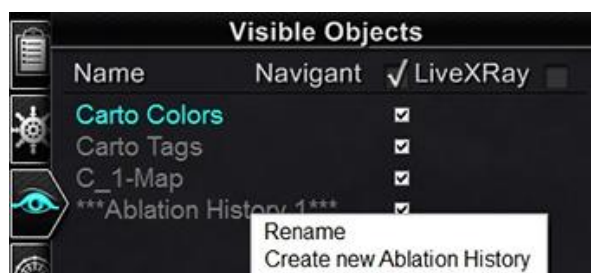 Visible Objects
Name Navigant LiveXRay
Carto Colors
Carto Tags
C_1-Map
***Ablation History 1***
Rename
Create new Ablation History